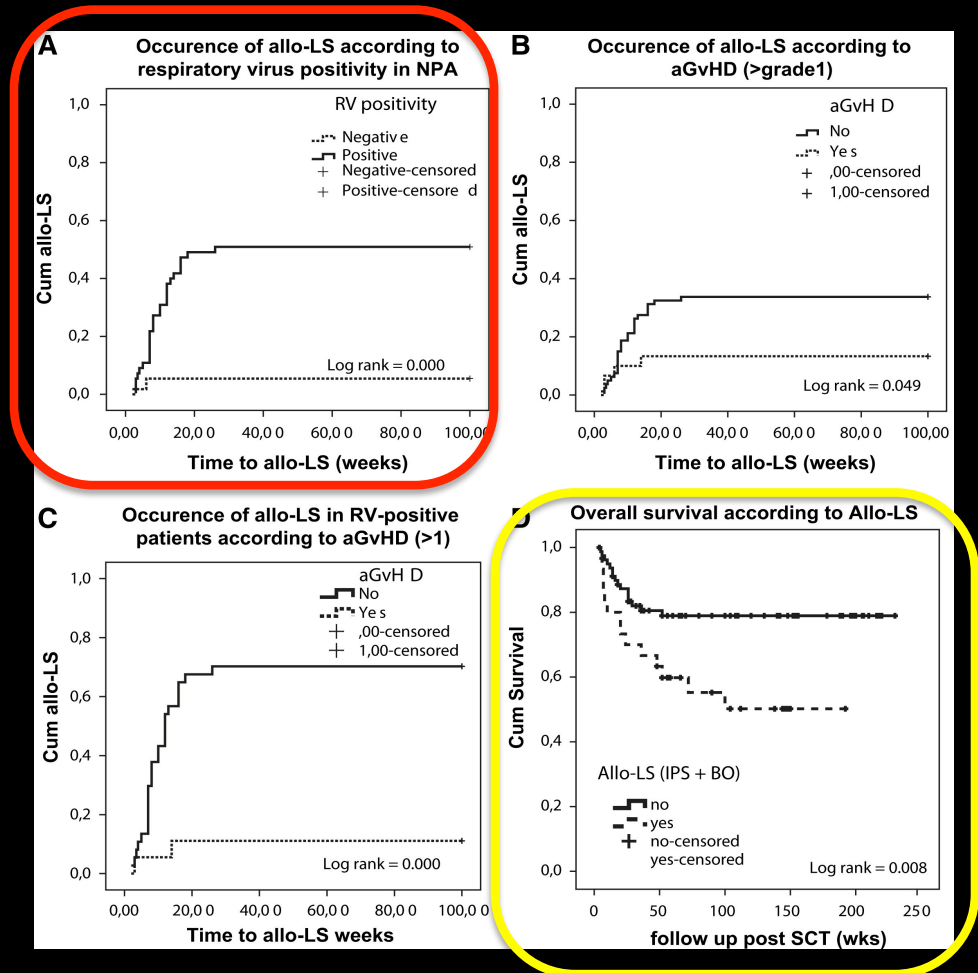 A
Occurence of allo-LS according to
respiratory virus positivity in NPA
RV positivity
Negative
Positive
Negative-censored
Positive-censore d
Cum allo-LS
1,0
0,8
0,6
0,4
0,2
0,0
Log rank = 0.000
0,00 20,0 0 40,0 0 60,0 0 80,0 0 100,00
Time to allo-LS (weeks)
B
Occurence of allo-LS according to
aGvHD (>grade1)
aGvH D
No
Ye s
,00-censored
1,00-censored
Cum allo-LS
1,0
0,8
0,6
0,4
0,2
0,0
Log rank = 0.049
0,00 20,0 0 40,0 0 60,0 0 80,0 0 100,00
Time to allo-LS (weeks)
C
Occurence of allo-LS in RV-positive
patients according to aGvHD (>1)
aGvH D
No
Ye s
,00-censored
1,00-censored
Cum allo-LS
1,0
0,8
0,6
0,4
0,2
0,0
Log rank = 0.000
0,00 20,0 0 40,0 0 60,0 0 80,0 0 100,0 0
Time to allo-LS weeks
D
Overall survival according to Allo-LS
Cum Survival
1,0
0,8
0,6
0,4
0,2
0,0
Allo-LS (IPS + BO)
no
yes
no-censored
yes-censored
Log rank = 0.008
0 50 100 150 200 250
follow up post SCT (wks)